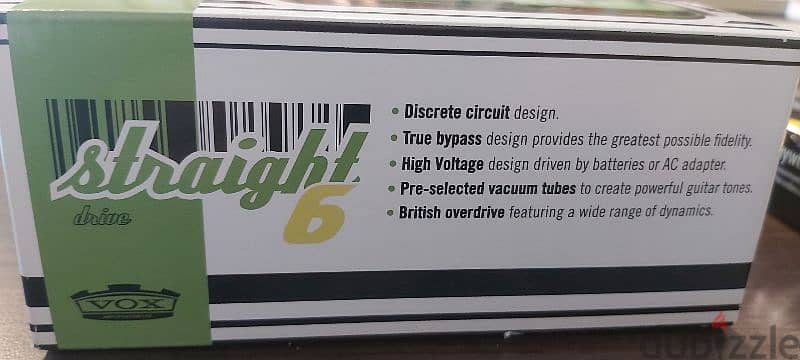 straight
6
drive
VOX
• Discrete circuit design.
• True bypass design provides the greatest possible fidelity.
• High Voltage design driven by batteries or AC adapter.
• Pre-selected vacuum tubes to create powerful guitar tones.
• British overdrive featuring a wide range of dynamics.
dubizzle